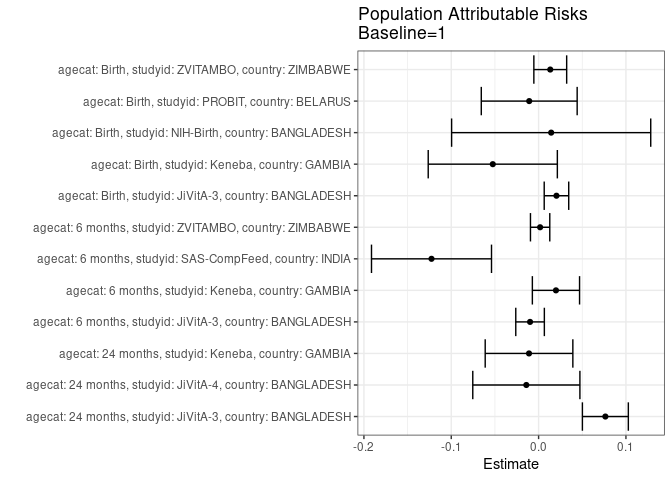 Population Attributable Risks
Baseline=1
agecat: Birth, studyid: ZVITAMBO, country: ZIMBABWE
agecat: Birth, studyid: PROBIT, country: BELARUS
agecat: Birth, studyid: NIH-Birth, country: BANGLADESH
agecat: Birth, studyid: Keneba, country: GAMBIA
agecat: Birth, studyid: JiVitA-3, country: BANGLADESH
agecat: 6 months, studyid: ZVITAMBO, country: ZIMBABWE
agecat: 6 months, studyid: SAS-CompFeed, country: INDIA
agecat: 6 months, studyid: Keneba, country: GAMBIA
agecat: 6 months, studyid: JiVitA-3, country: BANGLADESH
agecat: 24 months, studyid: Keneba, country: GAMBIA
agecat: 24 months, studyid: JiVitA-4, country: BANGLADESH
agecat: 24 months, studyid: JiVitA-3, country: BANGLADESH
-0.2 -0.1 0.0 0.1
Estimate